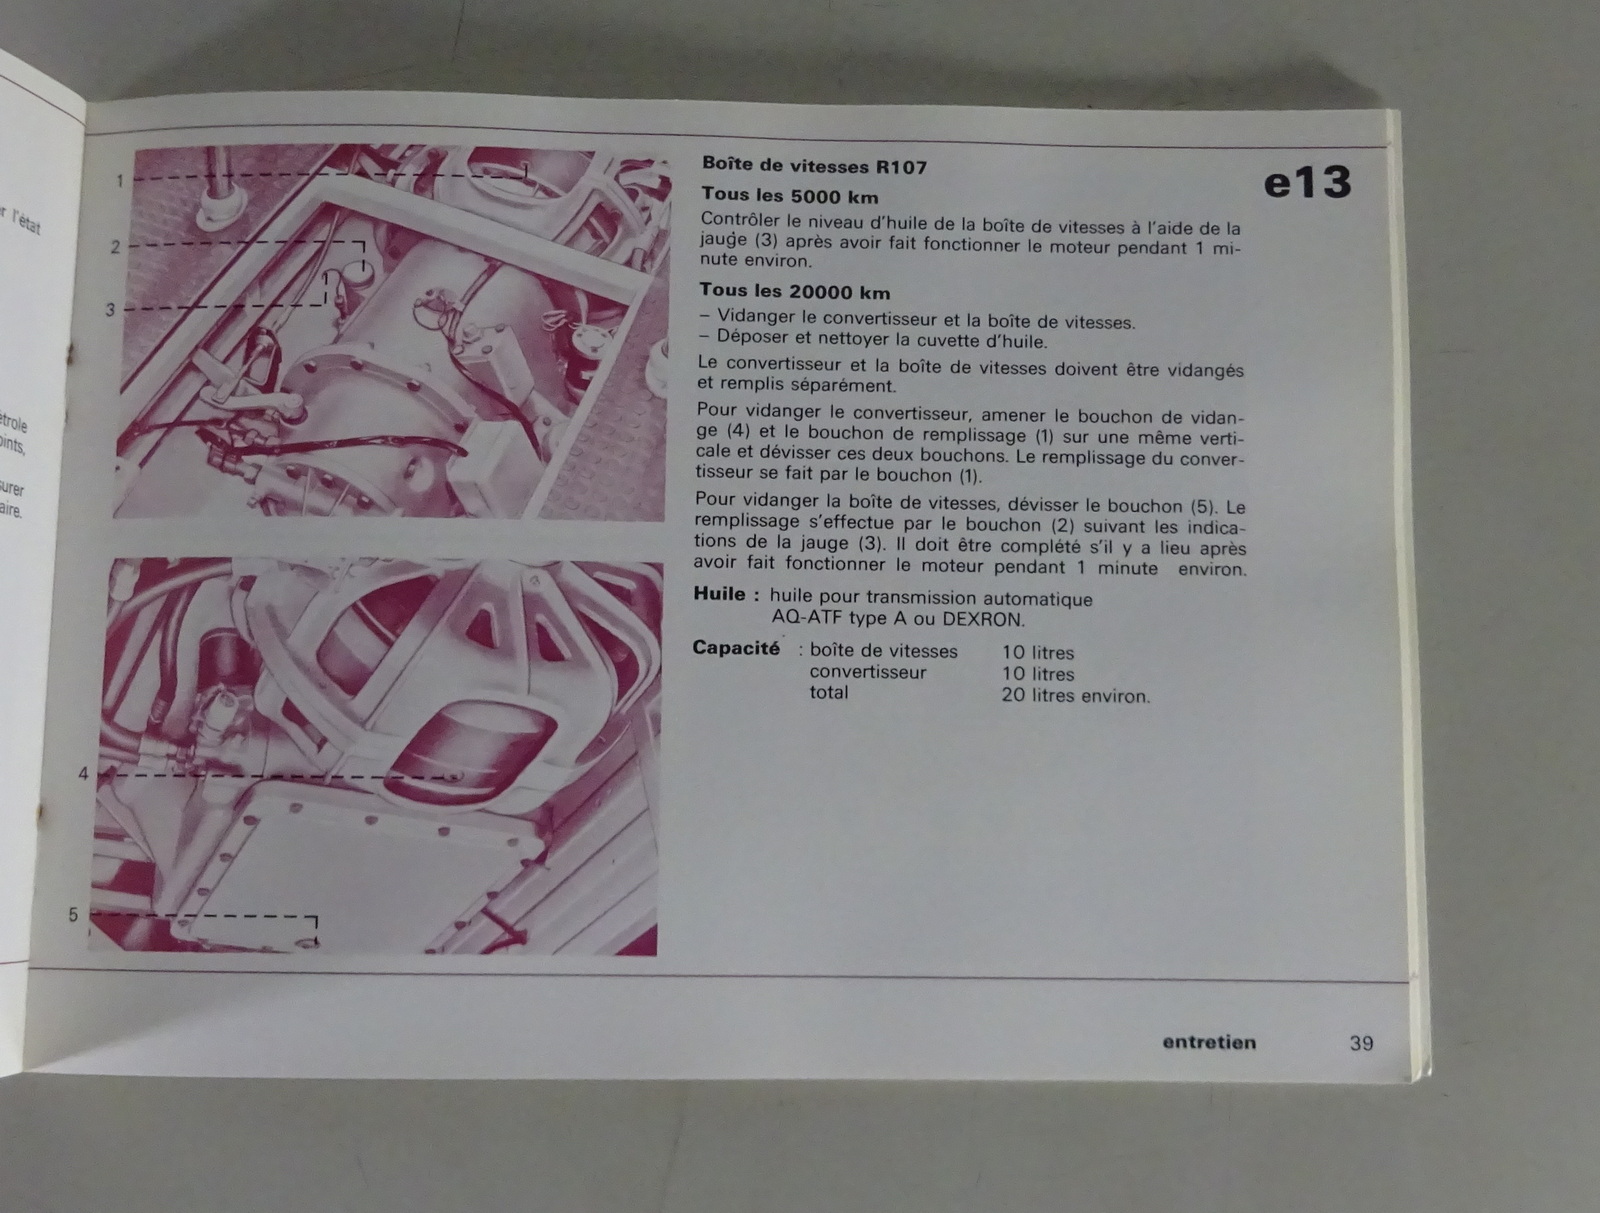 r l'état
étrole
oints,
surer
aire.
1
2
3
4
5
Boîte de vitesses R107
e13
Tous les 5000 km
Contrôler le niveau d'huile de la boîte de vitesses à l'aide de la
jauge (3) après avoir fait fonctionner le moteur pendant 1 mi-
nute environ.
Tous les 20000 km
– Vidanger le convertisseur et la boîte de vitesses.
– Déposer et nettoyer la cuvette d'huile.
Le convertisseur et la boîte de vitesses doivent être vidangés
et remplis séparément.
Pour vidanger le convertisseur, amener le bouchon de vidan-
ge (4) et le bouchon de remplissage (1) sur une même verti-
cale et dévisser ces deux bouchons. Le remplissage du conver-
tisseur se fait par le bouchon (1).
Pour vidanger la boîte de vitesses, dévisser le bouchon (5). Le
remplissage s'effectue par le bouchon (2) suivant les indica-
tions de la jauge (3). Il doit être complété s'il y a lieu après
avoir fait fonctionner le moteur pendant 1 minute environ.
Huile : huile pour transmission automatique
AQ-ATF type A ou DEXRON.
Capacité : boîte de vitesses 10 litres
convertisseur 10 litres
total 20 litres environ.
entretien 39